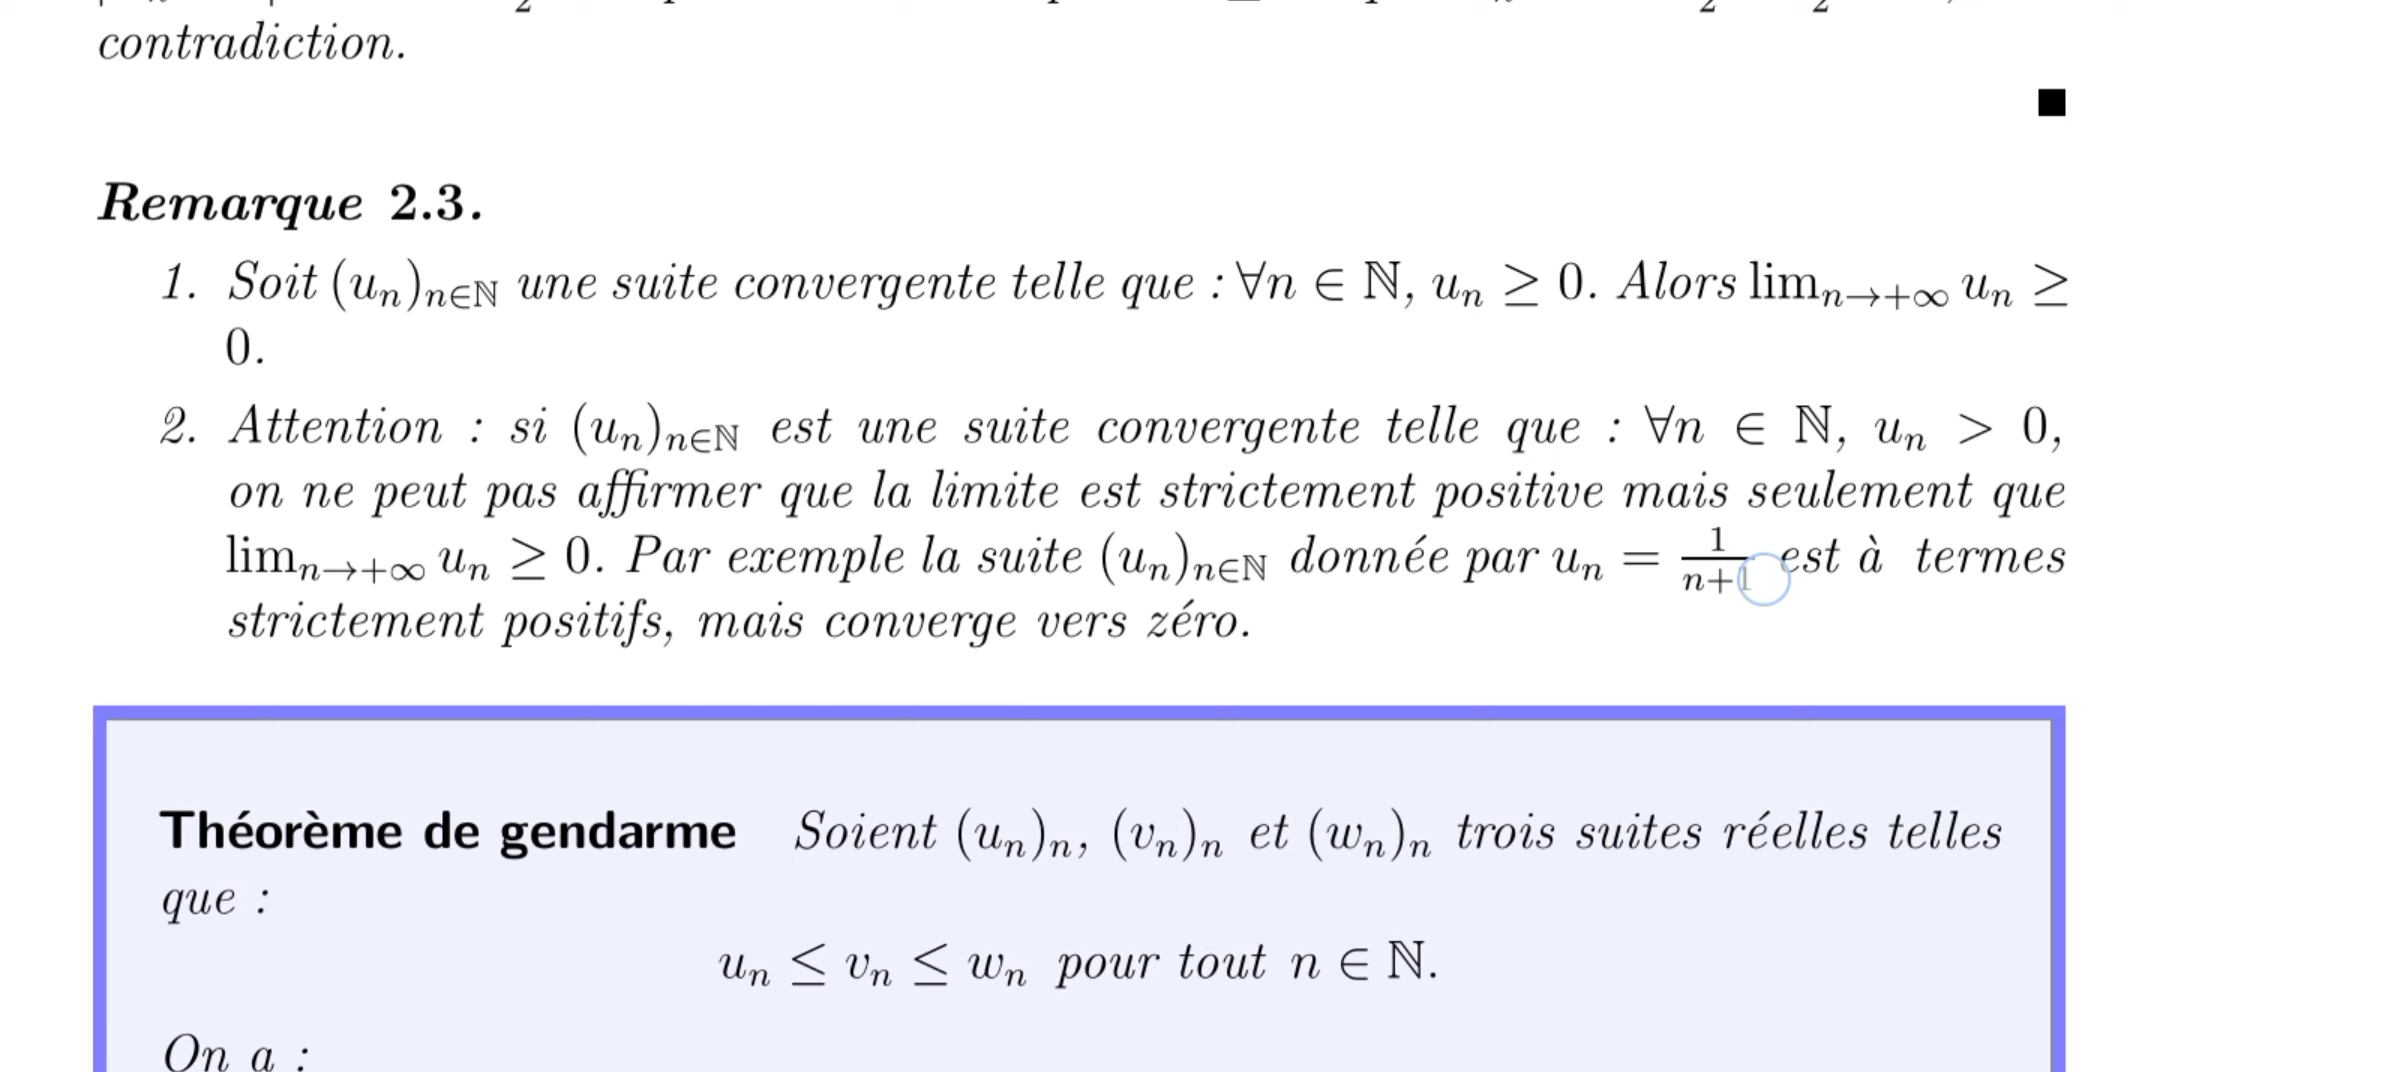 contradiction.
■
Remarque 2.3.
1. Soit (uₙ)ₙ∈ℕ une suite convergente telle que : ∀n ∈ ℕ, uₙ ≥ 0. Alors limₙ→+∞ uₙ ≥
0.
2. Attention : si (uₙ)ₙ∈ℕ est une suite convergente telle que : ∀n ∈ ℕ, uₙ > 0,
on ne peut pas affirmer que la limite est strictement positive mais seulement que
limₙ→+∞ uₙ ≥ 0. Par exemple la suite (uₙ)ₙ∈ℕ donnée par uₙ = 1/(n+1) est à termes
strictement positifs, mais converge vers zéro.
Théorème de gendarme Soient (uₙ)ₙ, (vₙ)ₙ et (wₙ)ₙ trois suites réelles telles
que :
uₙ ≤ vₙ ≤ wₙ pour tout n ∈ ℕ.
On a :